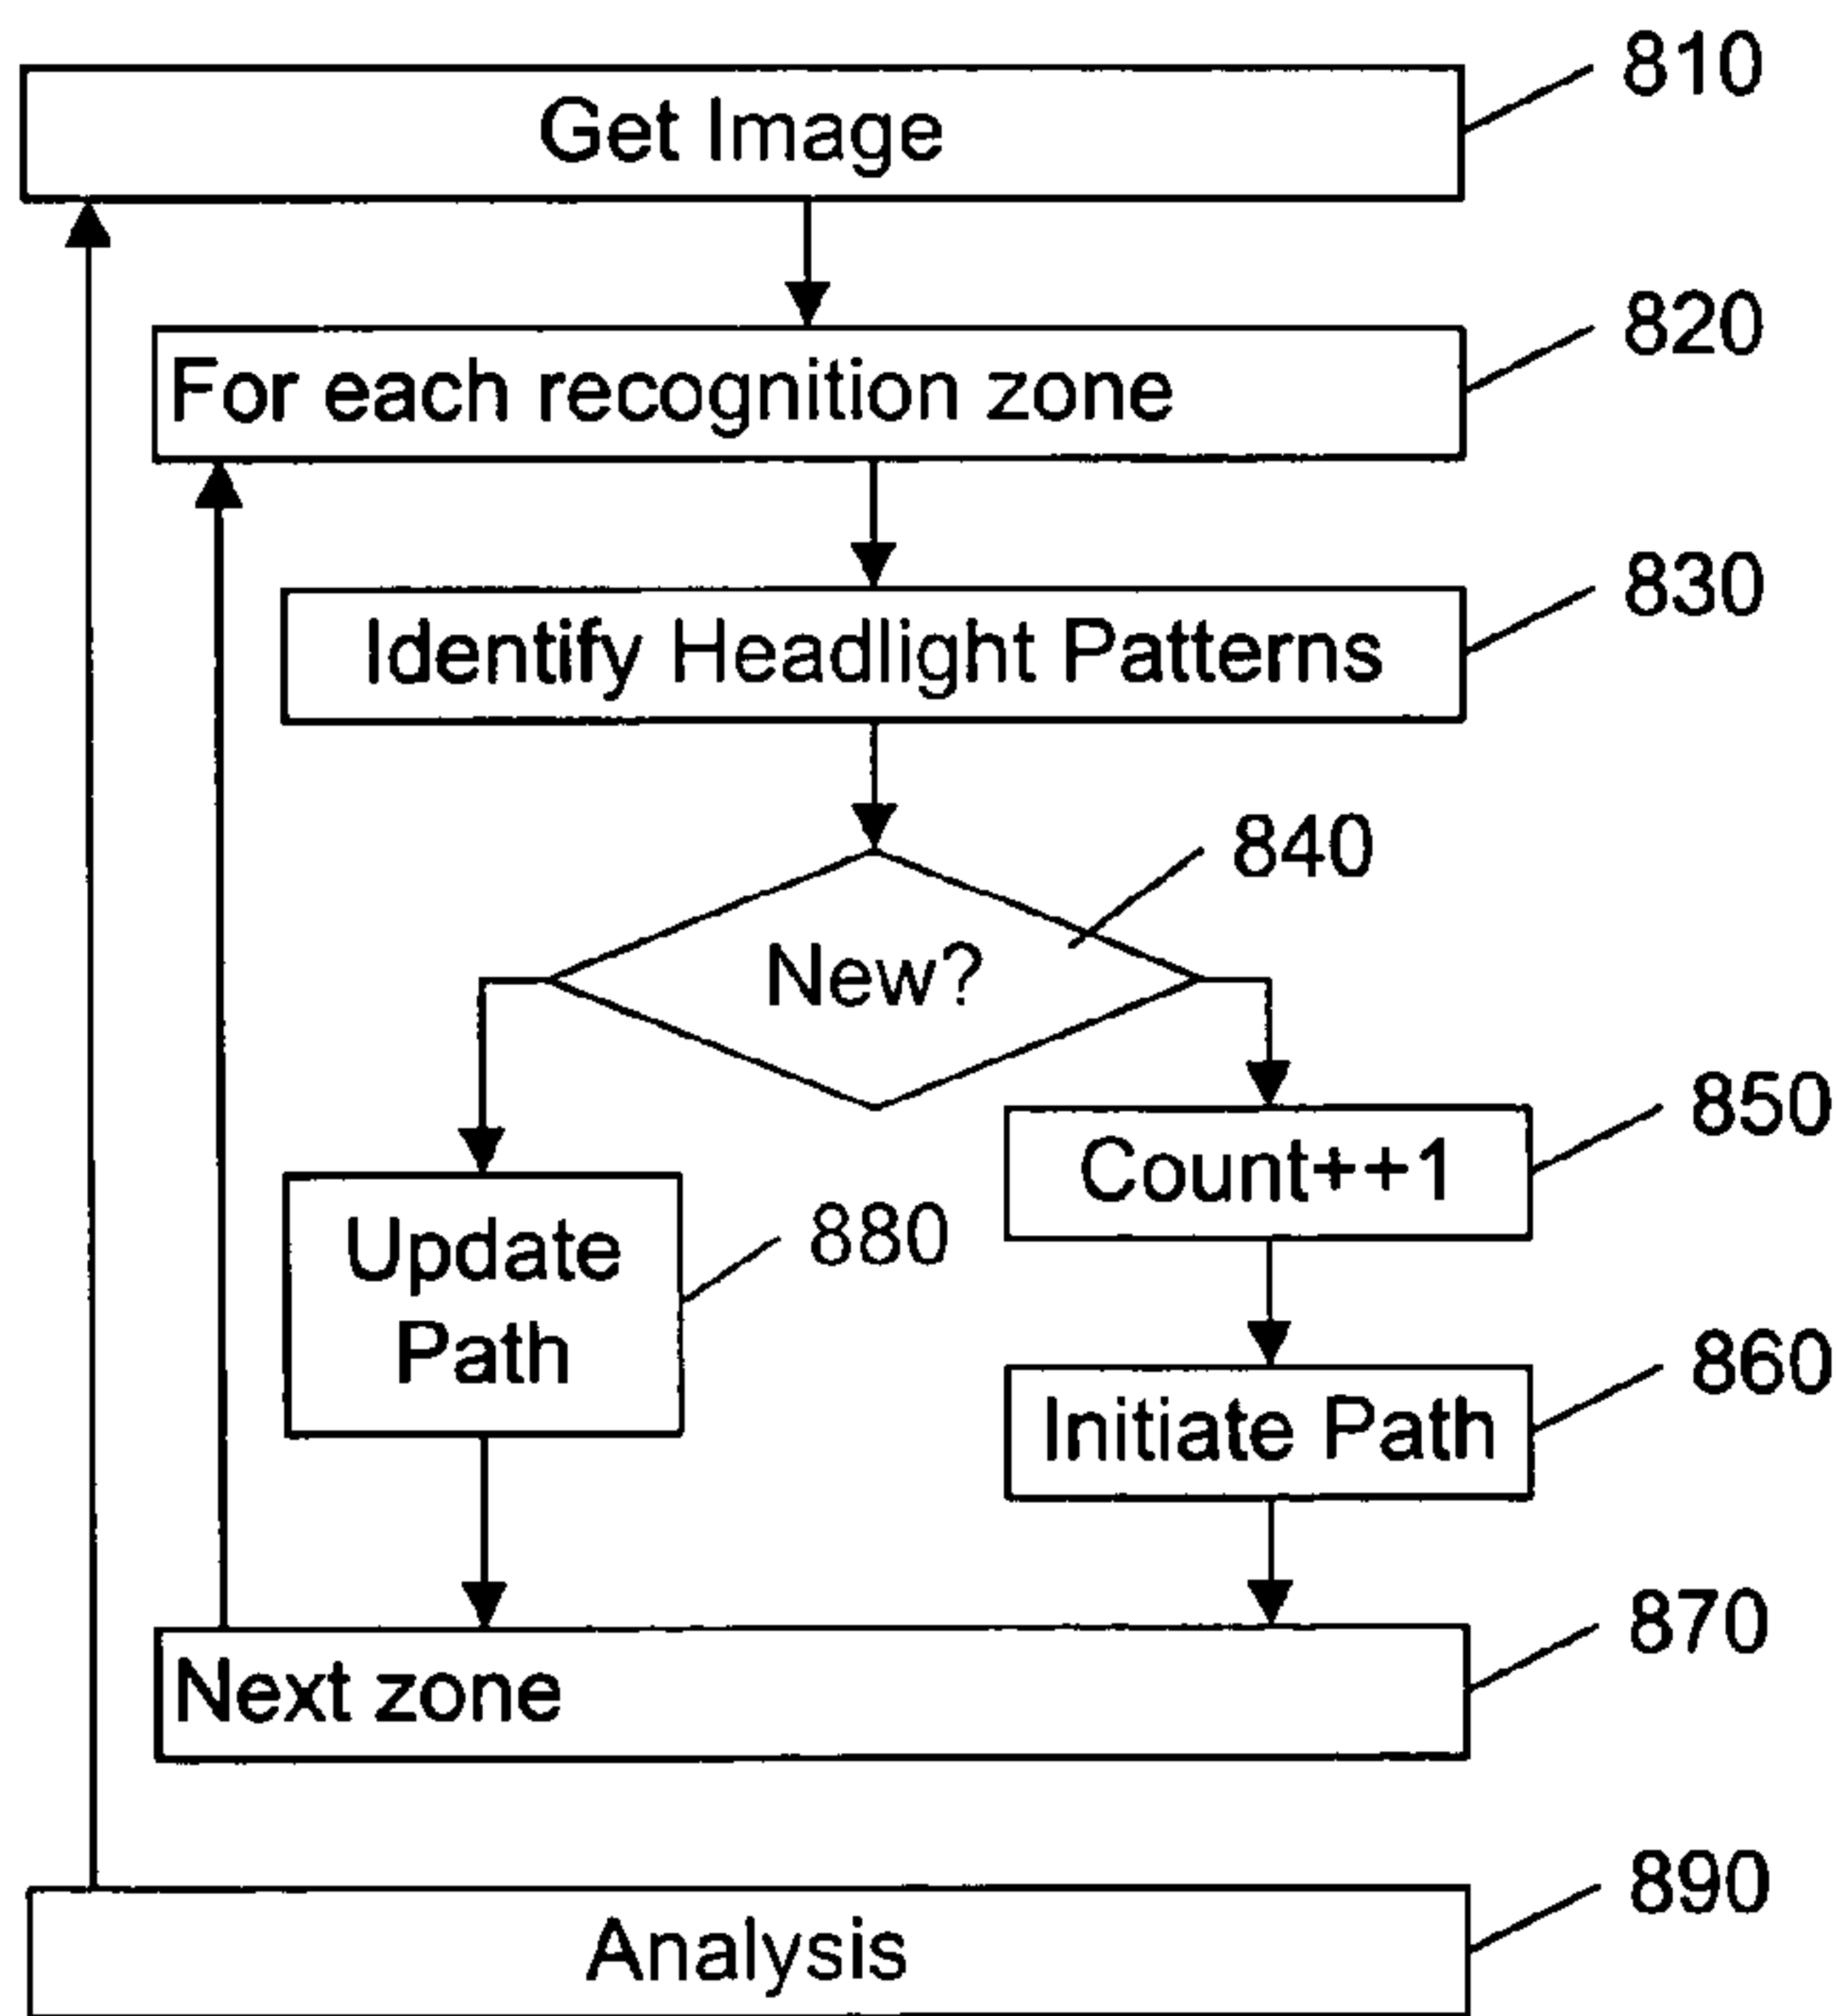 Get Image
810
For each recognition zone
820
Identify Headlight Patterns
830
New?
840
Count++1
850
Update
Path
880
Initiate Path
860
Next zone
870
Analysis
890